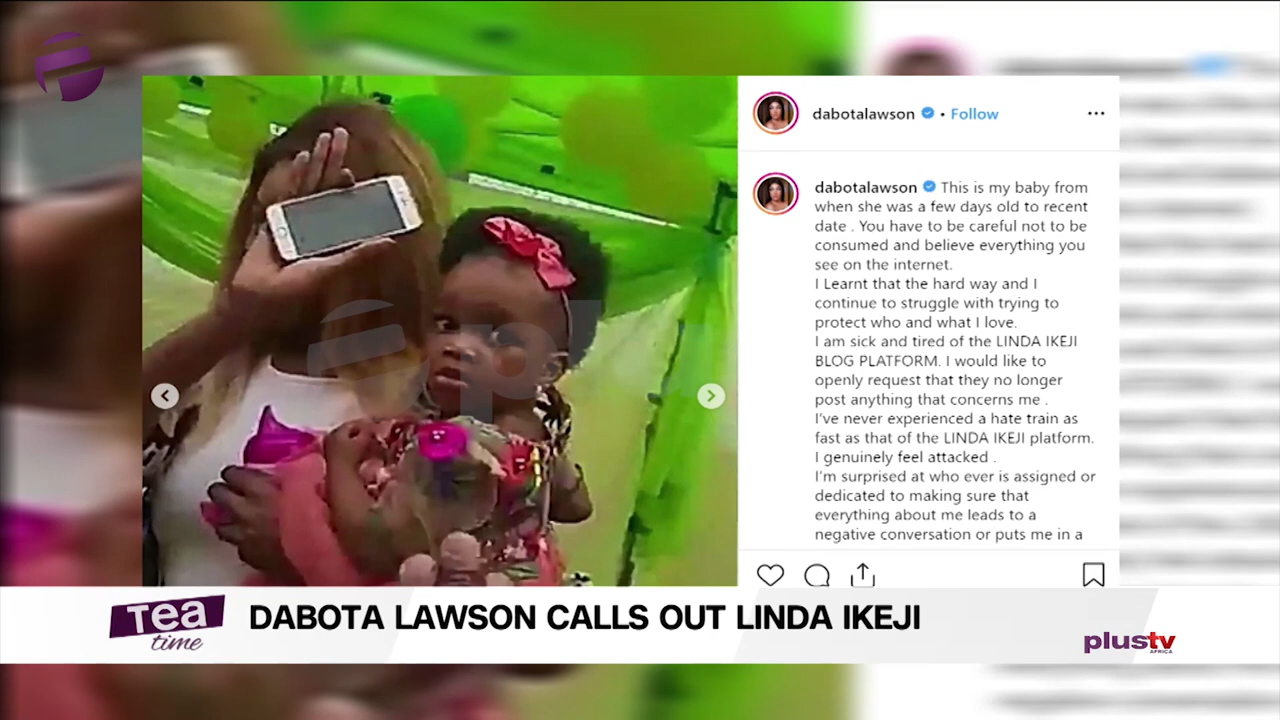 dabotalawson • Follow
dabotalawson This is my baby from
when she was a few days old to recent
date . You have to be careful not to be
consumed and believe everything you
see on the internet.
I Learnt that the hard way and I
continue to struggle with trying to
protect who and what I love.
I am sick and tired of the LINDA IKEJI
BLOG PLATFORM. I would like to
openly request that they no longer
post anything that concerns me .
I've never experienced a hate train as
fast as that of the LINDA IKEJI platform.
I genuinely feel attacked .
I'm surprised at who ever is assigned or
dedicated to making sure that
everything about me leads to a
negative conversation or puts me in a
Tea
time
DABOTA LAWSON CALLS OUT LINDA IKEJI
plustv
AFRICA